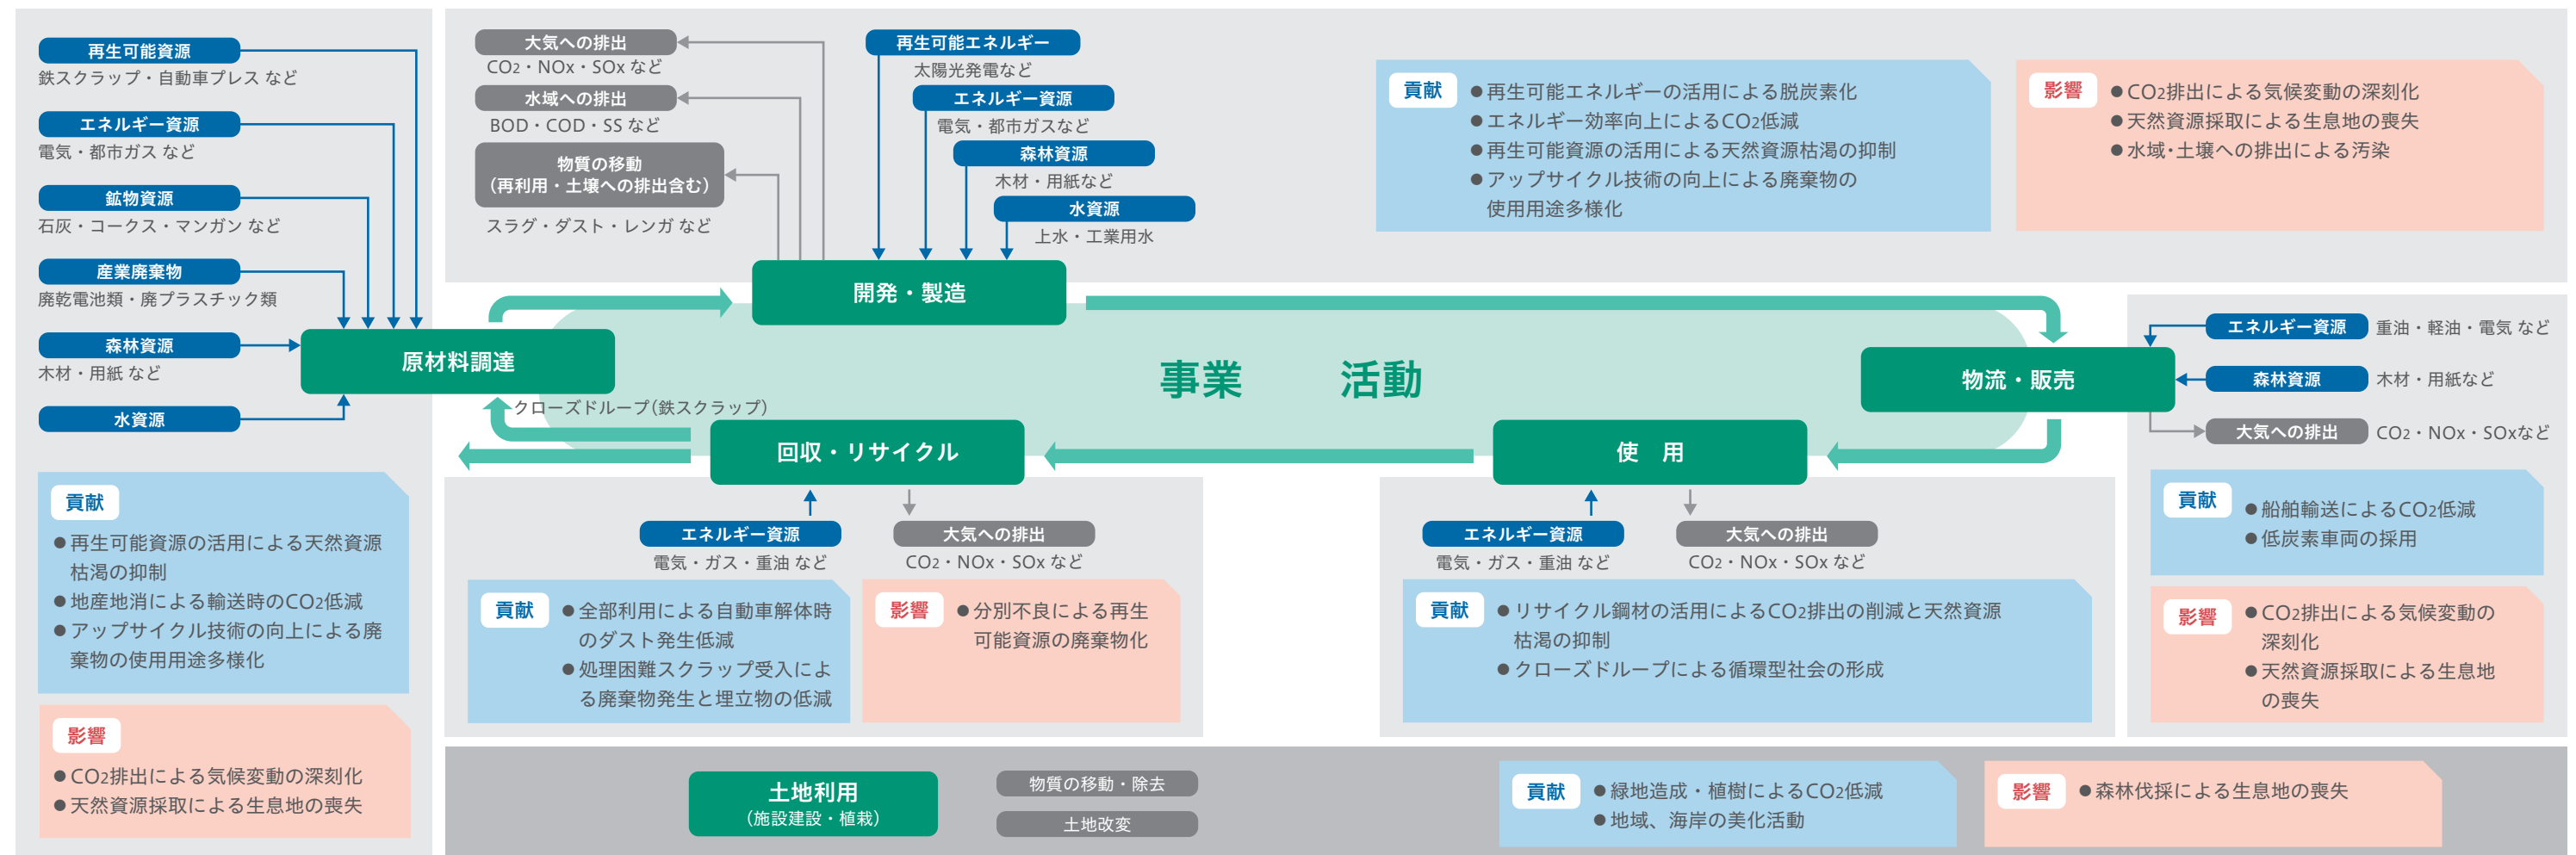 再生可能資源
鉄スクラップ・自動車プレス など
エネルギー資源
電気・都市ガス など
鉱物資源
石灰・コークス・マンガン など
産業廃棄物
廃乾電池類・廃プラスチック類
森林資源
木材・用紙 など
水資源
原材料調達
貢献
●再生可能資源の活用による天然資源
枯渇の抑制
●地産地消による輸送時のCO2低減
●アップサイクル技術の向上による廃
棄物の使用用途多様化
影響
●CO2排出による気候変動の深刻化
●天然資源採取による生息地の喪失
大気への排出
CO2・NOx・SOx など
水域への排出
BOD・COD・SS など
物質の移動
(再利用・土壌への排出含む)
スラグ・ダスト・レンガ など
再生可能エネルギー
太陽光発電など
エネルギー資源
電気・都市ガスなど
森林資源
木材・用紙など
水資源
上水・工業用水
開発・製造
貢献
●再生可能エネルギーの活用による脱炭素化
●エネルギー効率向上によるCO2低減
●再生可能資源の活用による天然資源枯渇の抑制
●アップサイクル技術の向上による廃棄物の
使用用途多様化
影響
●CO2排出による気候変動の深刻化
●天然資源採取による生息地の喪失
●水域・土壌への排出による汚染
事業 活動
物流・販売
エネルギー資源 重油・軽油・電気 など
森林資源 木材・用紙など
大気への排出 CO2・NOx・SOxなど
貢献
●船舶輸送によるCO2低減
●低炭素車両の採用
影響
●CO2排出による気候変動の
深刻化
●天然資源採取による生息地
の喪失
使 用
エネルギー資源
電気・ガス・重油 など
大気への排出
CO2・NOx・SOx など
貢献
●リサイクル鋼材の活用によるCO2排出の削減と天然資源
枯渇の抑制
●クローズドループによる循環型社会の形成
クローズドループ(鉄スクラップ)
回収・リサイクル
エネルギー資源
電気・ガス・重油 など
大気への排出
CO2・NOx・SOx など
貢献
●全部利用による自動車解体時
のダスト発生低減
●処理困難スクラップ受入によ
る廃棄物発生と埋立物の低減
影響
●分別不良による再生
可能資源の廃棄物化
土地利用
(施設建設・植栽)
物質の移動・除去
土地改変
貢献
●緑地造成・植樹によるCO2低減
●地域、海岸の美化活動
影響
●森林伐採による生息地の喪失